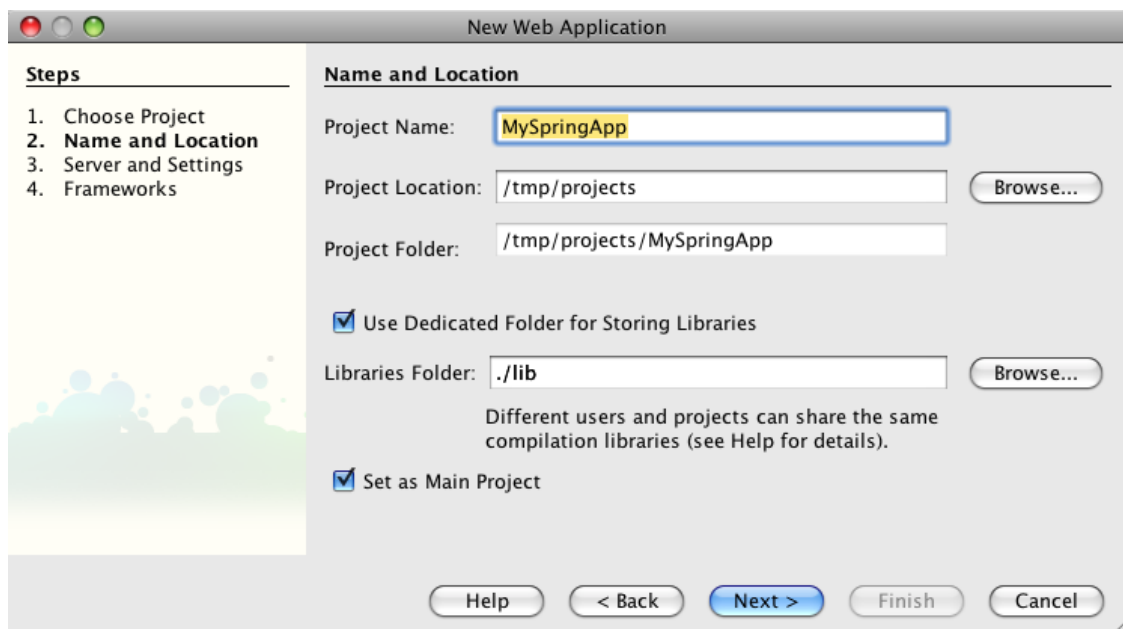 New Web Application
Steps
1. Choose Project
2. Name and Location
3. Server and Settings
4. Frameworks
Name and Location
Project Name: MySpringApp
Project Location: /tmp/projects Browse...
Project Folder: /tmp/projects/MySpringApp
Use Dedicated Folder for Storing Libraries
Libraries Folder: ./lib Browse...
Different users and projects can share the same
compilation libraries (see Help for details).
Set as Main Project
Help < Back Next > Finish Cancel